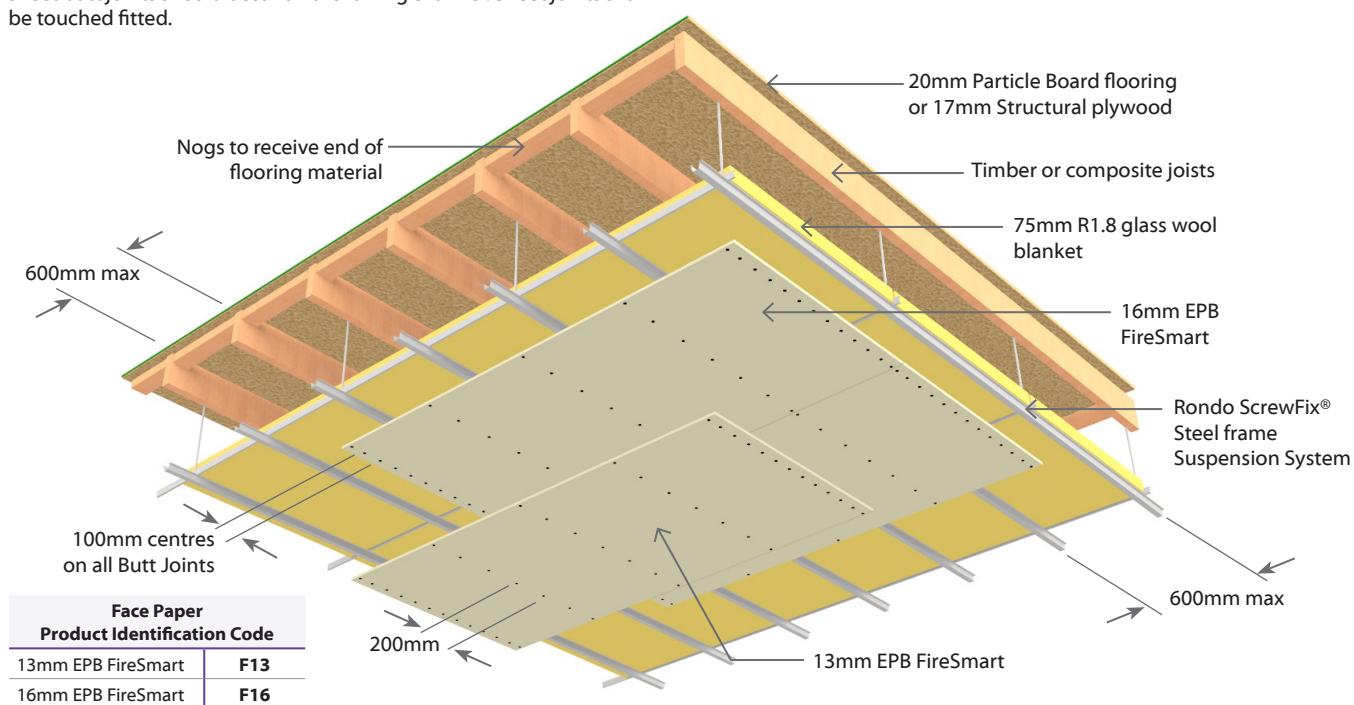 be touched fitted.
20mm Particle Board flooring
or 17mm Structural plywood
Nogs to receive end of
flooring material
Timber or composite joists
75mm R1.8 glass wool
blanket
600mm max
16mm EPB
FireSmart
Rondo ScrewFix®
Steel frame
Suspension System
100mm centres
on all Butt Joints
600mm max
200mm
13mm EPB FireSmart
Face Paper
Product Identification Code
13mm EPB FireSmart F13
16mm EPB FireSmart F16